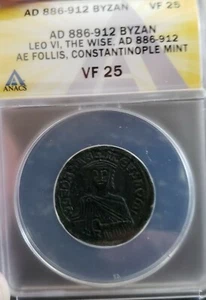 AD 886-912 BYZAN VF 25
AD 886-912 BYZAN
LEO VI, THE WISE, AD 886-912
AE FOLLIS, CONSTANTINOPLE MINT
VF 25
ANACS